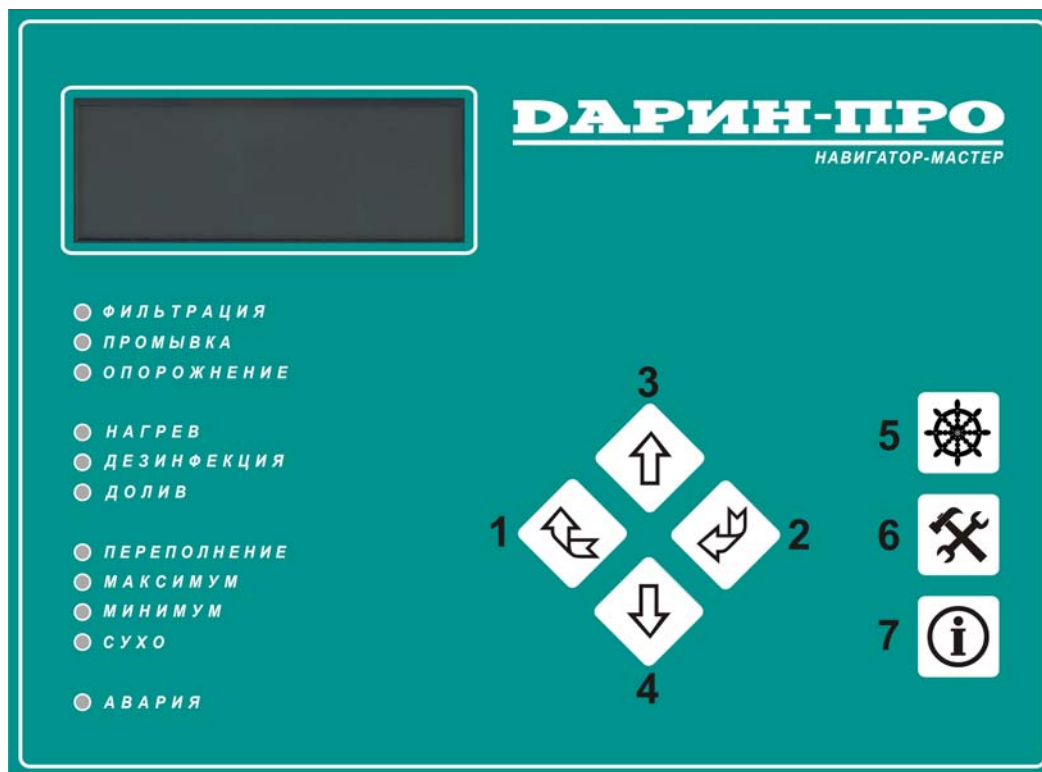 ДАРИН-ПРО
НАВИГАТОР-МАСТЕР
ФИЛЬТРАЦИЯ
ПРОМЫВКА
ОПОРОЖНЕНИЕ
НАГРЕВ
ДЕЗИНФЕКЦИЯ
ДОЛИВ
ПЕРЕПОЛНЕНИЕ
МАКСИМУМ
МИНИМУМ
СУХО
АВАРИЯ
3
1
2
4
5
6
7